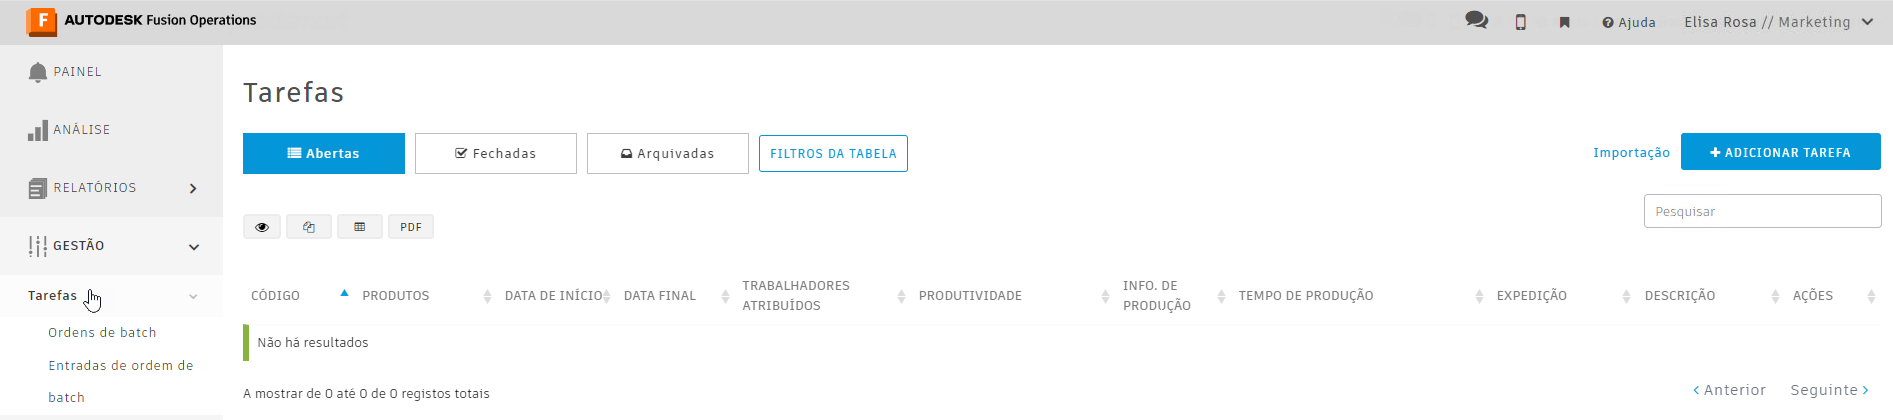 AUTODESK Fusion Operations
Ajuda
Elisa Rosa // Marketing
PAINEL
ANÁLISE
RELATÓRIOS
GESTÃO
Tarefas
Ordens de batch
Entradas de ordem de
batch
Tarefas
Abertas
Fechadas
Arquivadas
FILTROS DA TABELA
Importação
ADICIONAR TAREFA
PDF
Pesquisar
CÓDIGO
PRODUTOS
DATA DE INÍCIO
DATA FINAL
TRABALHADORES
ATRIBUÍDOS
PRODUTIVIDADE
INFO. DE
PRODUÇÃO
TEMPO DE PRODUÇÃO
EXPEDIÇÃO
DESCRIÇÃO
AÇÕES
Não há resultados
A mostrar de 0 até 0 de 0 registos totais
Anterior
Seguinte